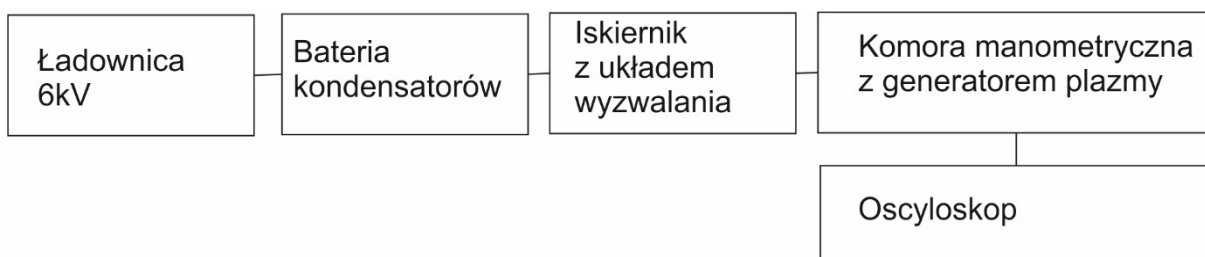 Ładownica
6kV
Bateria
kondensatorów
Iskiernik
z układem
wyzwalania
Komora manometryczna
z generatorem plazmy
Oscyloskop